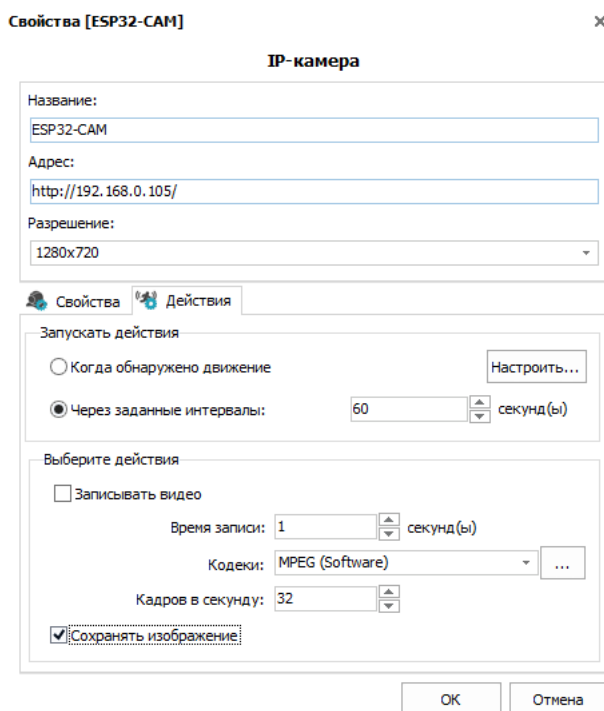 Свойства [ESP32-CAM]
IP-камера
Название:
ESP32-CAM
Адрес:
http://192.168.0.105/
Разрешение:
1280x720
Свойства Действия
Запускать действия
Когда обнаружено движение Настроить...
Через заданные интервалы: 60 секунд(ы)
Выберите действия
Записывать видео
Время записи: 1 секунд(ы)
Кодеки: MPEG (Software) ...
Кадров в секунду: 32
Сохранять изображение
OK Отмена